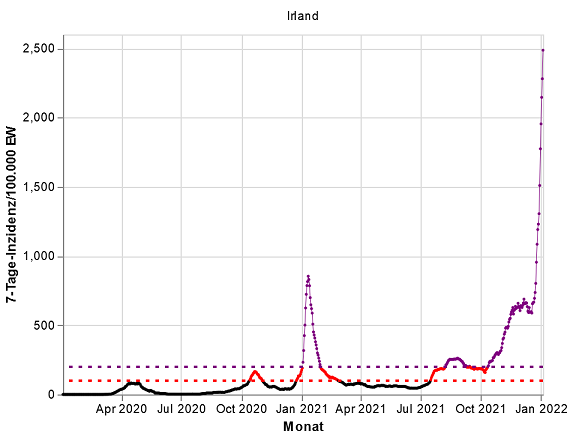 Irland
7-Tage-Inzidenz/100.000 EW
2,500
2,000
1,500
1,000
500
0
Apr 2020 Jul 2020 Oct 2020 Jan 2021 Apr 2021 Jul 2021 Oct 2021 Jan 2022
Monat